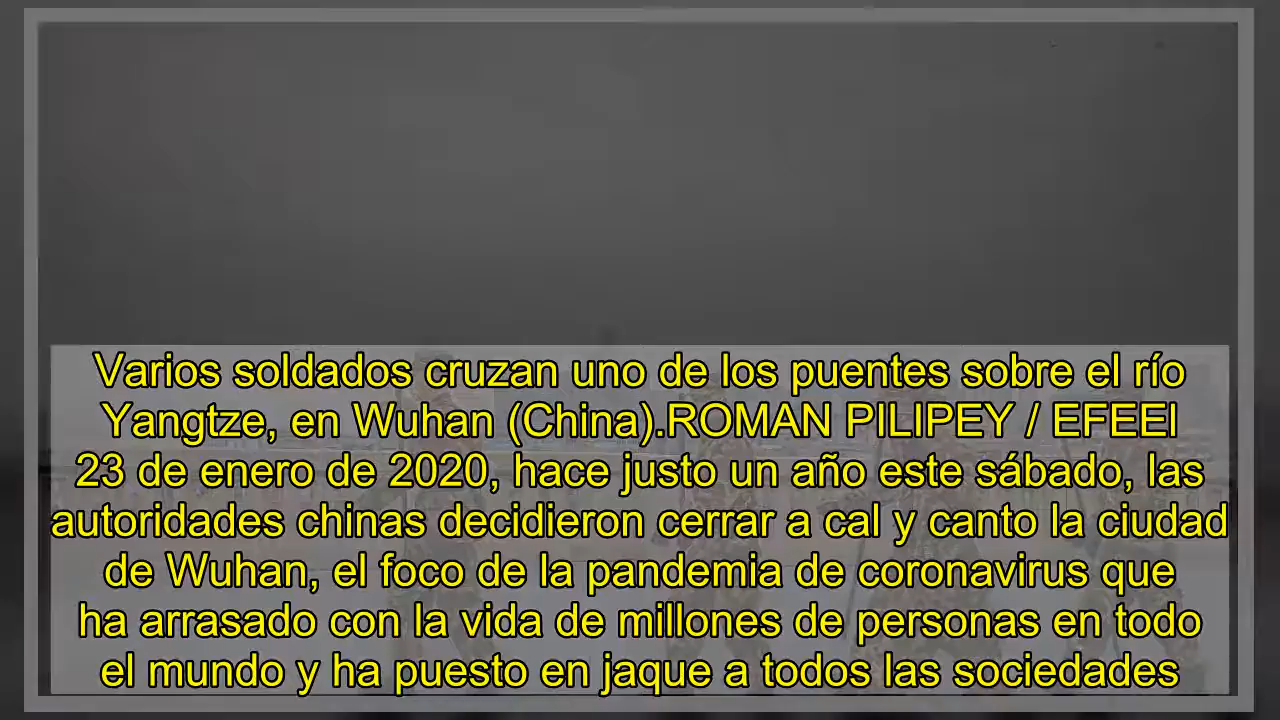 Varios soldados cruzan uno de los puentes sobre el río
Yangtze, en Wuhan (China).ROMAN PILIPEY / EFEEl
23 de enero de 2020, hace justo un año este sábado, las
autoridades chinas decidieron cerrar a cal y canto la ciudad
de Wuhan, el foco de la pandemia de coronavirus que
ha arrasado con la vida de millones de personas en todo
el mundo y ha puesto en jaque a todos las sociedades